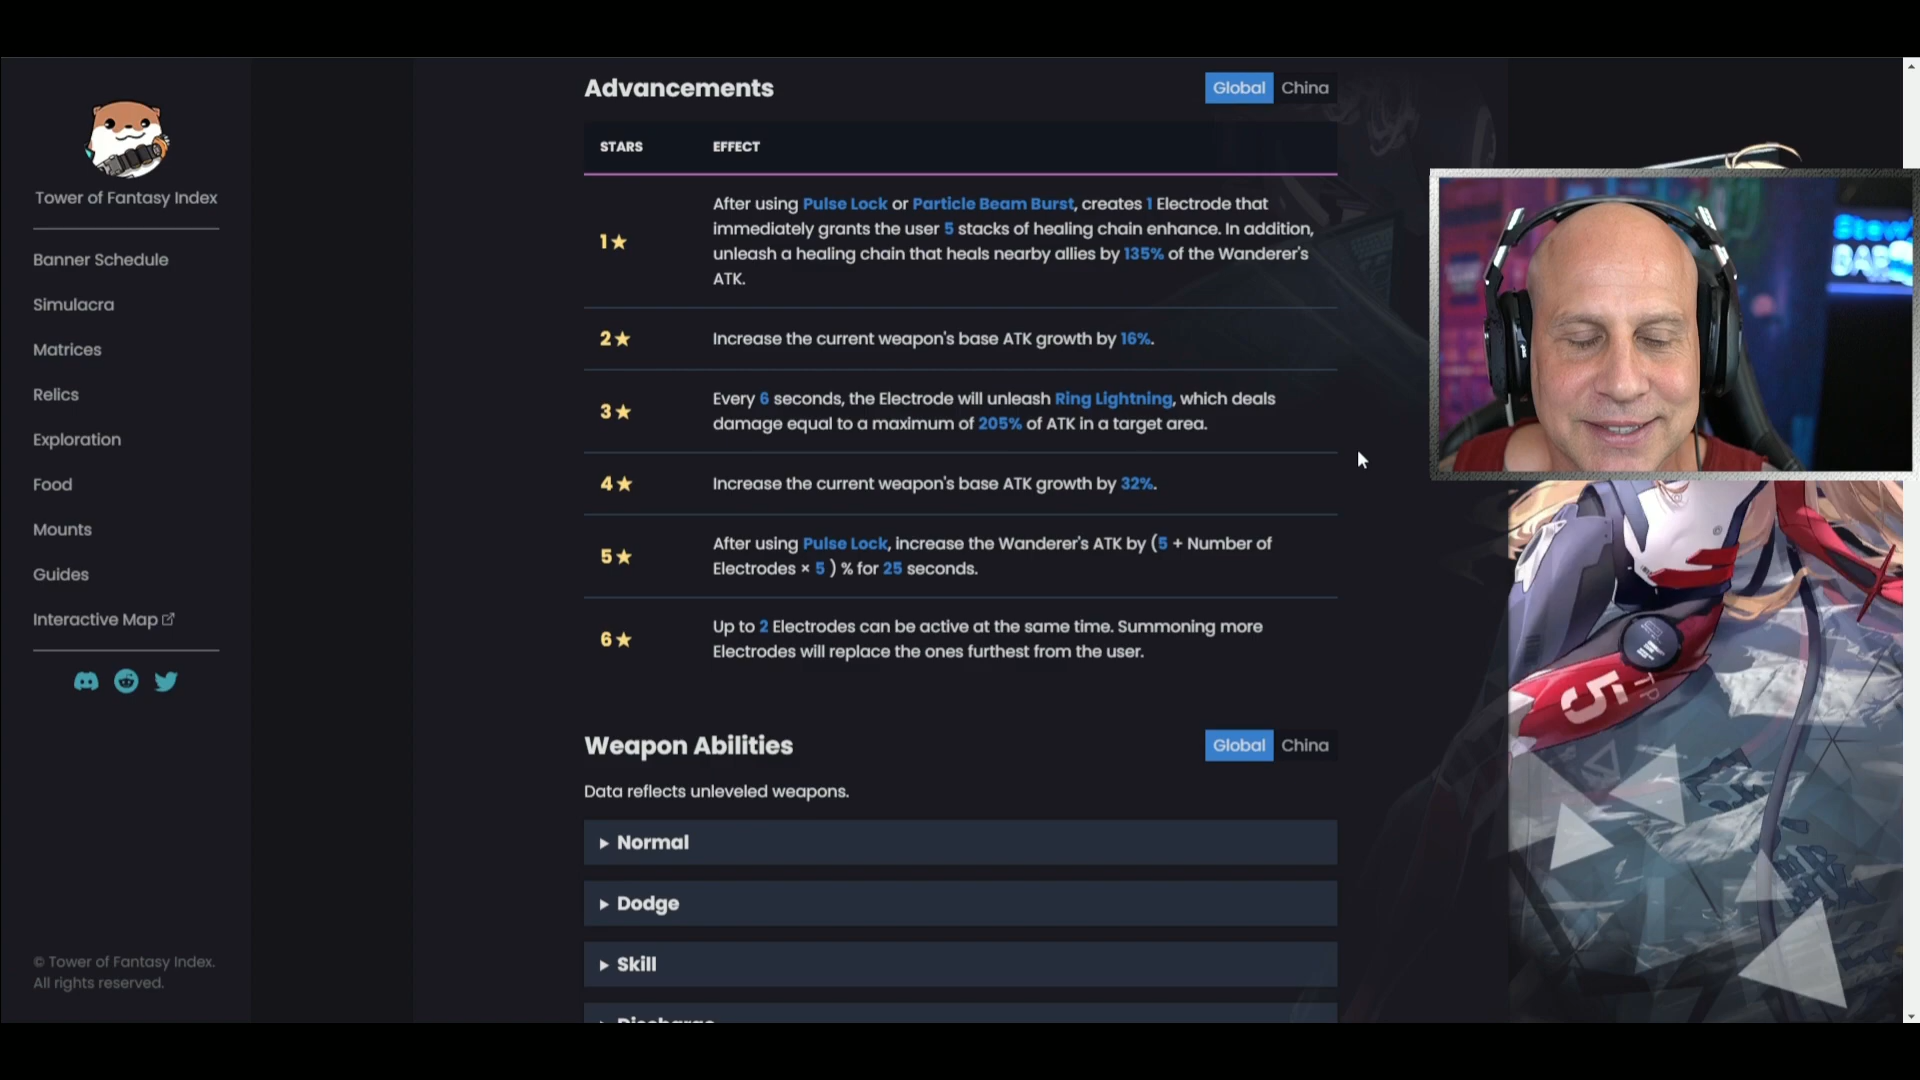 Tower of Fantasy Index
Banner Schedule
Simulacra
Matrices
Relics
Exploration
Food
Mounts
Guides
Interactive Map
© Tower of Fantasy Index.
All rights reserved.
Advancements
Global China
STARS EFFECT
1★ After using Pulse Lock or Particle Beam Burst, creates 1 Electrode that
immediately grants the user 5 stacks of healing chain enhance. In addition,
unleash a healing chain that heals nearby allies by 135% of the Wanderer's
ATK.
2★ Increase the current weapon's base ATK growth by 16%.
3★ Every 6 seconds, the Electrode will unleash Ring Lightning, which deals
damage equal to a maximum of 205% of ATK in a target area.
4★ Increase the current weapon's base ATK growth by 32%.
5★ After using Pulse Lock, increase the Wanderer's ATK by (5 + Number of
Electrodes × 5 ) % for 25 seconds.
6★ Up to 2 Electrodes can be active at the same time. Summoning more
Electrodes will replace the ones furthest from the user.
Weapon Abilities
Global China
Data reflects unleveled weapons.
Normal
Dodge
Skill
Discharge
5
TP